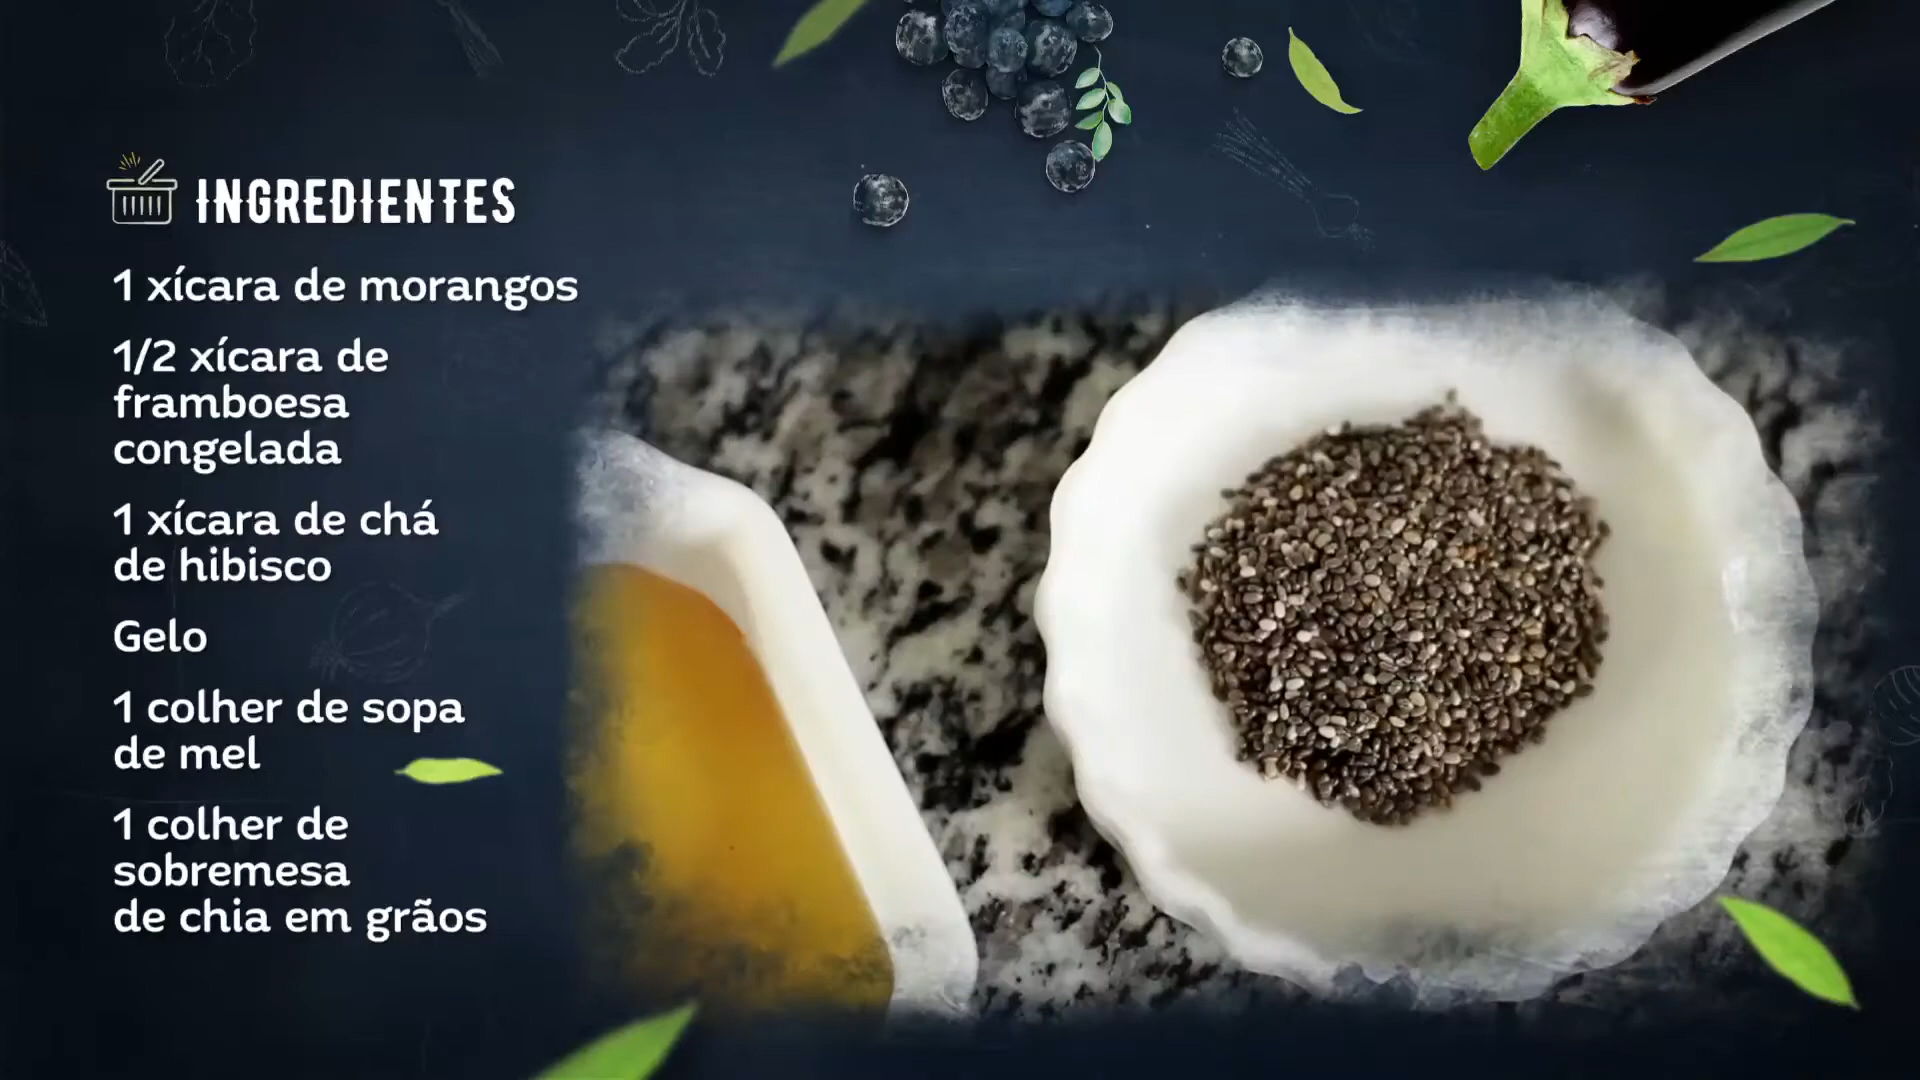 INGREDIENTES
1 xícara de morangos
1/2 xícara de
framboesa
congelada
1 xícara de chá
de hibisco
Gelo
1 colher de sopa
de mel
1 colher de
sobremesa
de chia em grãos